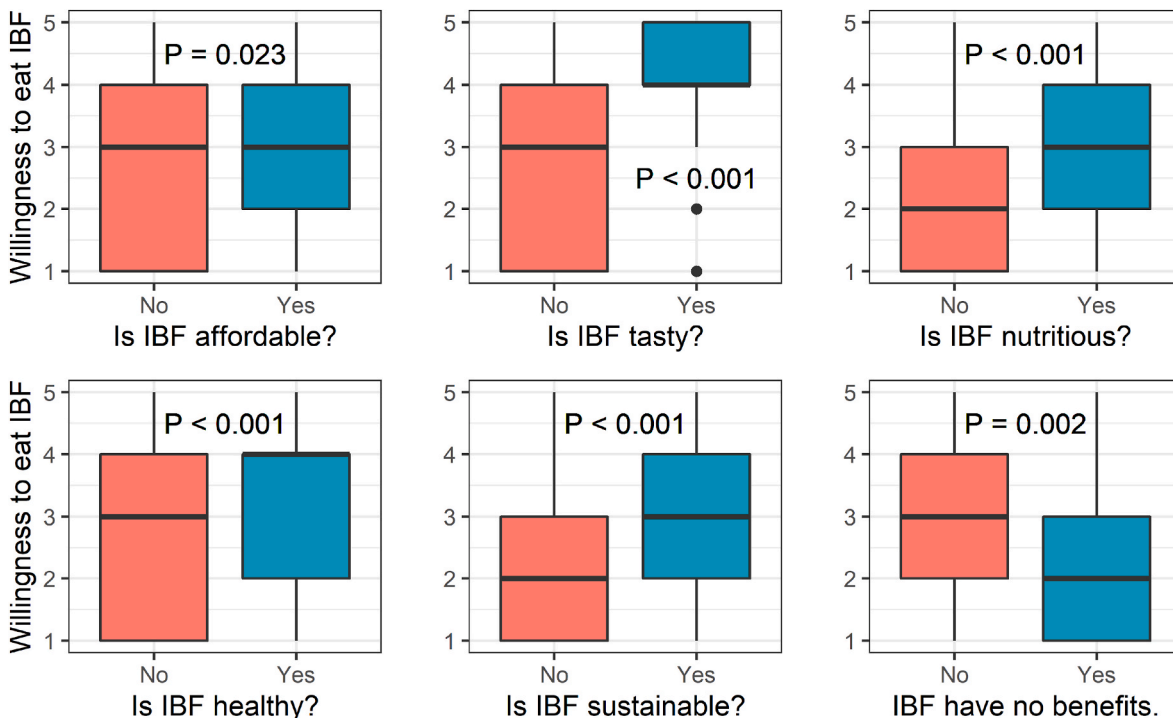 Willingness to eat IBF
5
4
3
2
1
P = 0.023
No
Yes
Is IBF affordable?
5
4
3
2
1
P < 0.001
No
Yes
Is IBF tasty?
5
4
3
2
1
P < 0.001
No
Yes
Is IBF nutritious?
Willingness to eat IBF
5
4
3
2
1
P < 0.001
No
Yes
Is IBF healthy?
5
4
3
2
1
P < 0.001
No
Yes
Is IBF sustainable?
5
4
3
2
1
P = 0.002
No
Yes
IBF have no benefits.